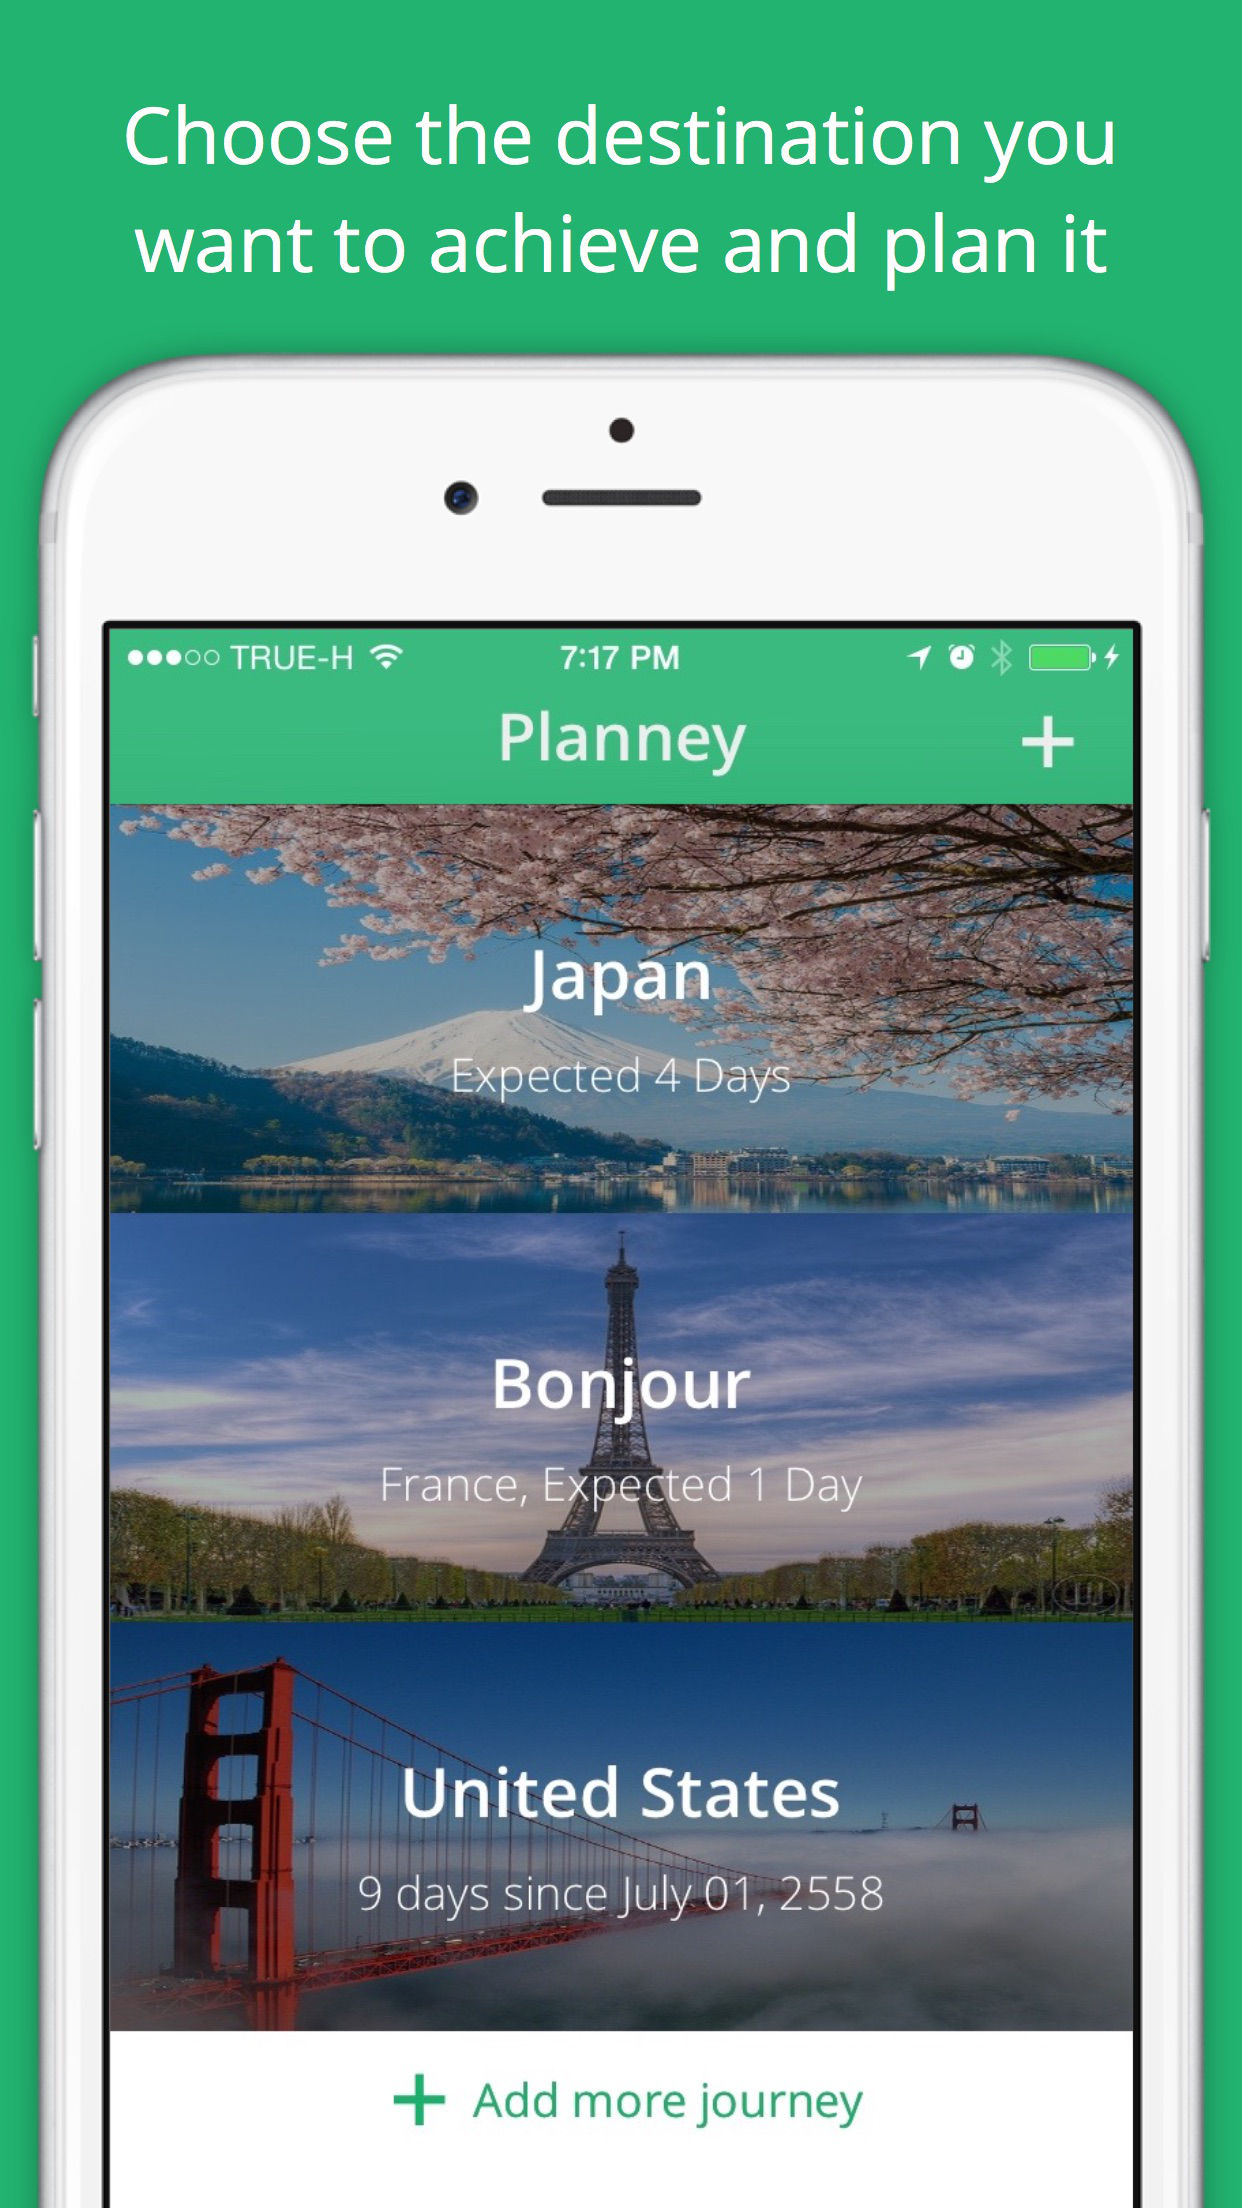 Choose the destination you
want to achieve and plan it
TRUE-H
7:17 PM
Planney
Japan
Expected 4 Days
Bonjour
France, Expected 1 Day
United States
9 days since July 01, 2558
+ Add more journey